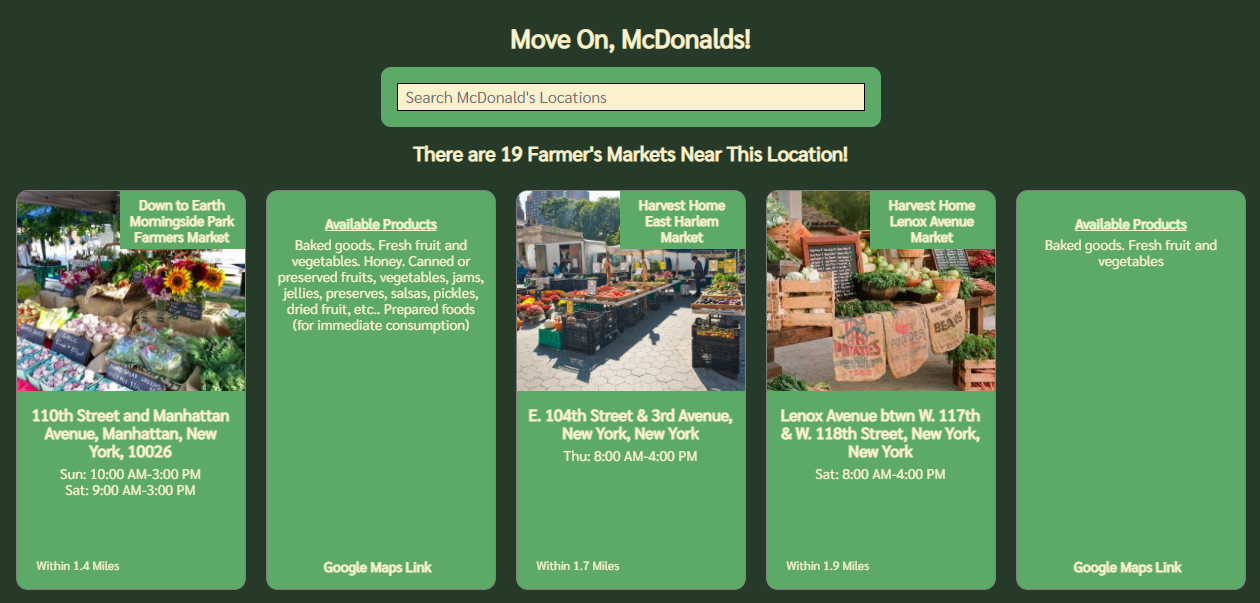 Move On, McDonalds!
Search McDonald's Locations
There are 19 Farmer's Markets Near This Location!
Down to Earth
Morningside Park
Farmers Market
110th Street and Manhattan
Avenue, Manhattan, New
York, 10026
Sun: 10:00 AM-3:00 PM
Sat: 9:00 AM-3:00 PM
Within 1.4 Miles
Available Products
Baked goods. Fresh fruit and
vegetables. Honey. Canned or
preserved fruits, vegetables, jams,
jellies, preserves, salsas, pickles,
dried fruit, etc.. Prepared foods
(for immediate consumption)
Google Maps Link
Harvest Home
East Harlem
Market
E. 104th Street & 3rd Avenue,
New York, New York
Thu: 8:00 AM-4:00 PM
Within 1.7 Miles
Harvest Home
Lenox Avenue
Market
POTATOES
BEANS
Lenox Avenue btwn W. 117th
& W. 118th Street, New York,
New York
Sat: 8:00 AM-4:00 PM
Within 1.9 Miles
Available Products
Baked goods. Fresh fruit and
vegetables
Google Maps Link